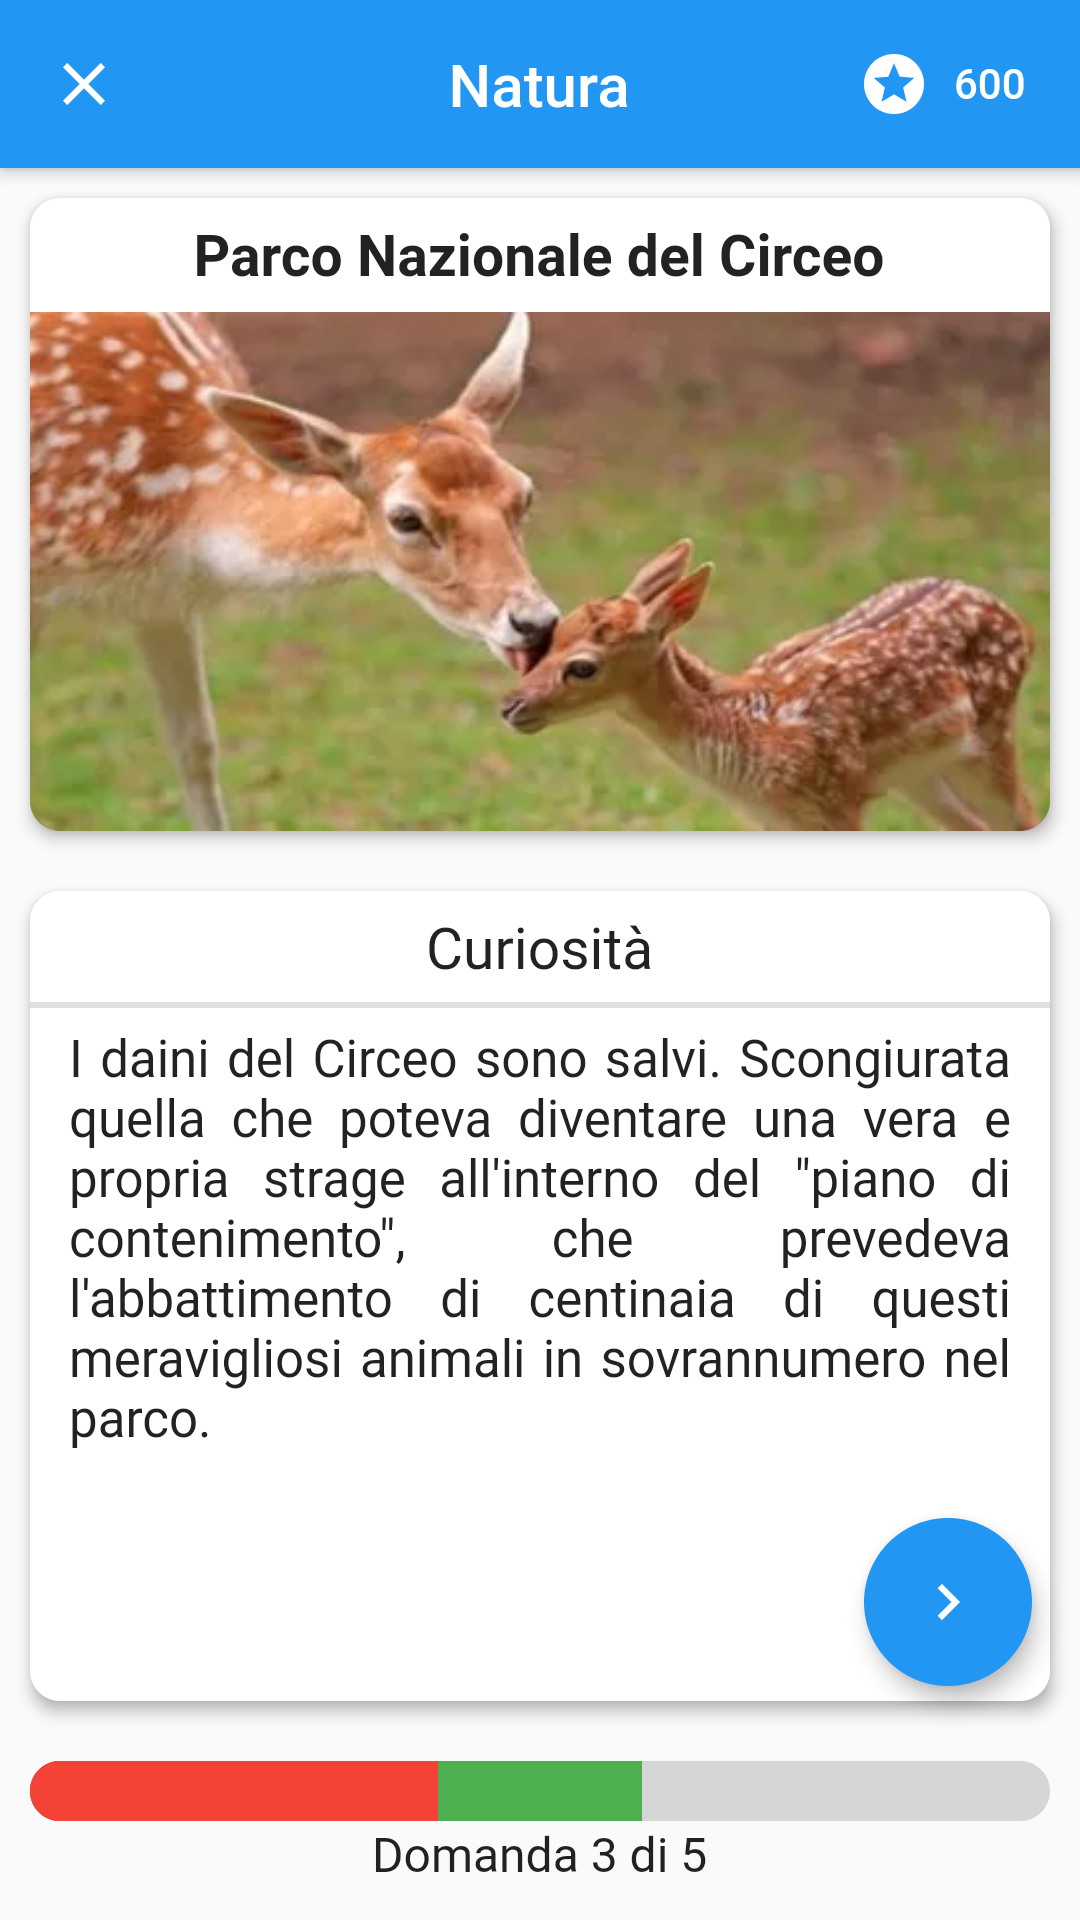 Natura
600
Parco Nazionale del Circeo
Curiosità
I daini del Circeo sono salvi. Scongiurata
quella che poteva diventare una vera e
propria strage all'interno del "piano di
contenimento", che prevedeva
l'abbattimento di centinaia di questi
meravigliosi animali in sovrannumero nel
parco.
Domanda 3 di 5